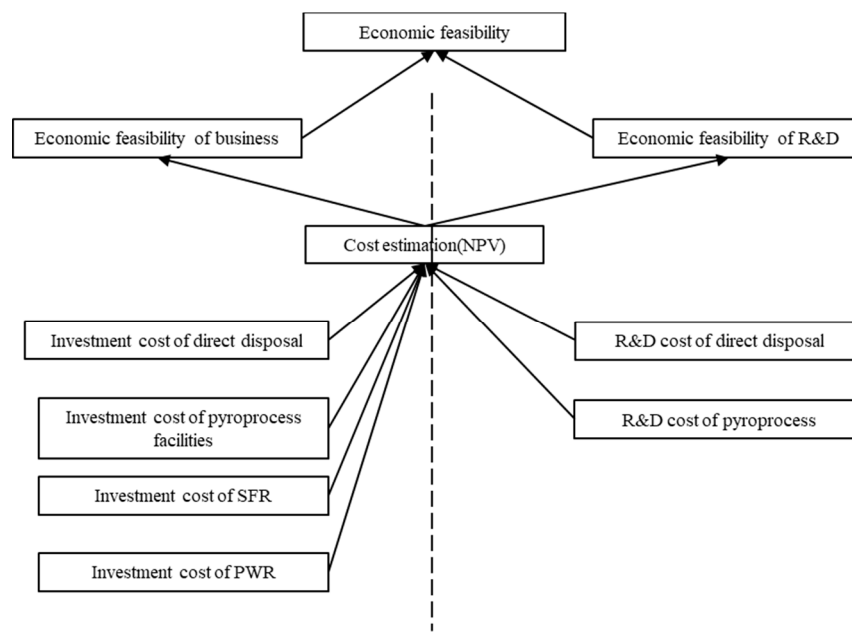 Economic feasibility
Economic feasibility of business
Economic feasibility of R&D
Cost estimation(NPV)
Investment cost of direct disposal
R&D cost of direct disposal
Investment cost of pyroprocess
facilities
R&D cost of pyroprocess
Investment cost of SFR
Investment cost of PWR